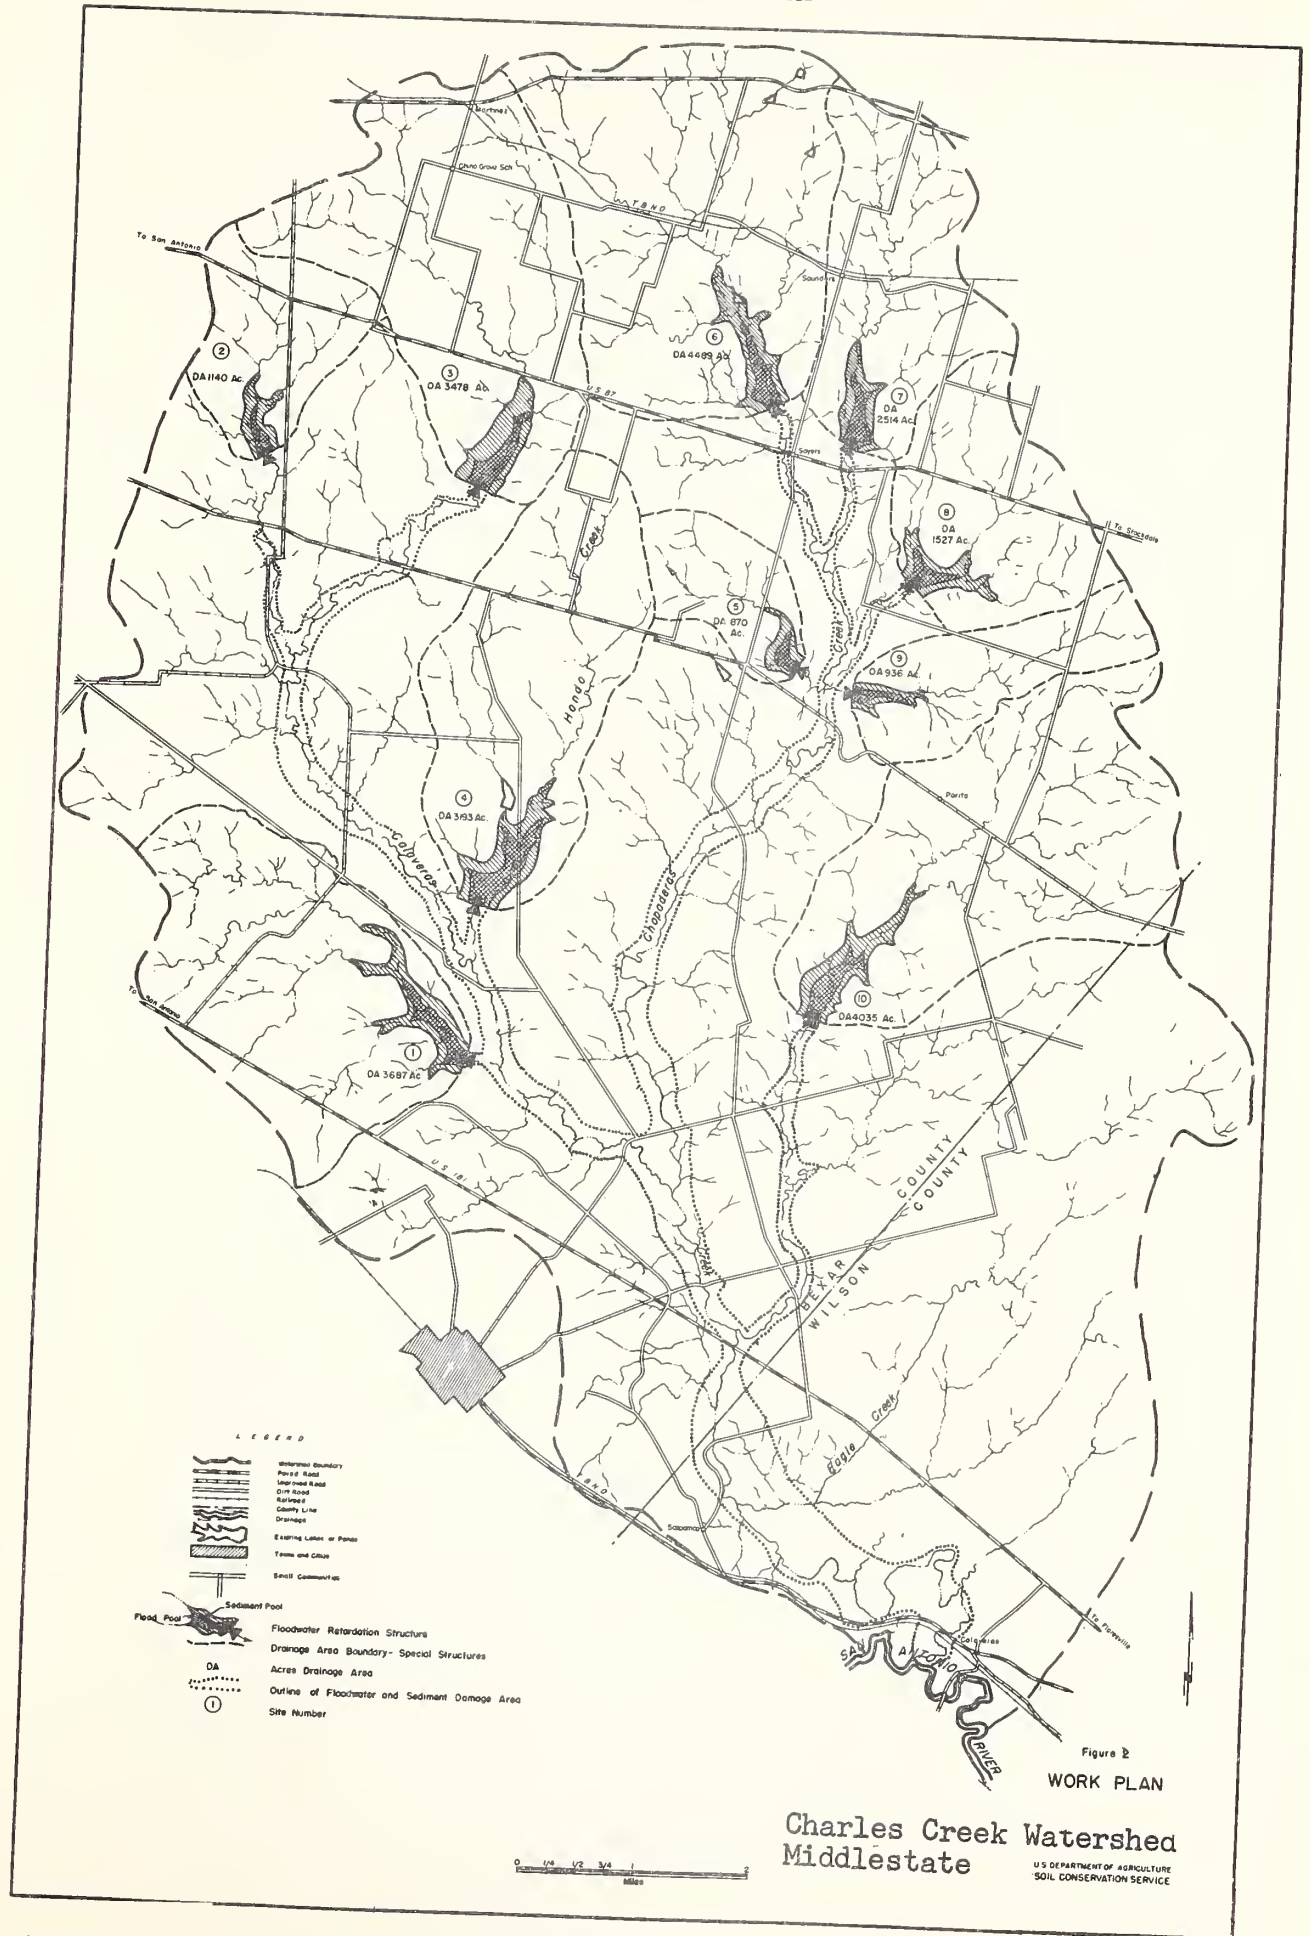 Martinez
China Grove Sch
T & N O
To San Antonio
Saunders
2
DA 1140 Ac.
3
DA 3478 Ac.
6
DA 4489 Ac.
U S 87
7
DA
2514 Ac.
Sayers
8
DA
1527 Ac.
To Stockdale
Creek
5
DA 870
Ac.
Creek
9
DA 936 Ac.
Hondo
4
DA 3193 Ac.
Parita
Calaveras
Chupaderas
To San Antonio
10
DA 4035 Ac.
1
DA 3687 Ac
U S 181
COUNTY
COUNTY
Creek
BEXAR
WILSON
Eagle Creek
T & N O
Saspamco
To Floresville
Calaveras
SAN ANTONIO
RIVER
LEGEND
Watershed Boundary
Paved Road
Improved Road
Dirt Road
Railroad
County Line
Drainage
Existing Lakes or Ponds
Towns and Cities
Small Communities
Sediment Pool
Flood Pool
Floodwater Retardation Structure
Drainage Area Boundary - Special Structures
DA
Acres Drainage Area
Outline of Floodwater and Sediment Damage Area
1
Site Number
Figure 2
WORK PLAN
Charles Creek Watershed
Middlestate
U S DEPARTMENT OF AGRICULTURE
SOIL CONSERVATION SERVICE
0 1/4 1/2 3/4 1 2
Miles